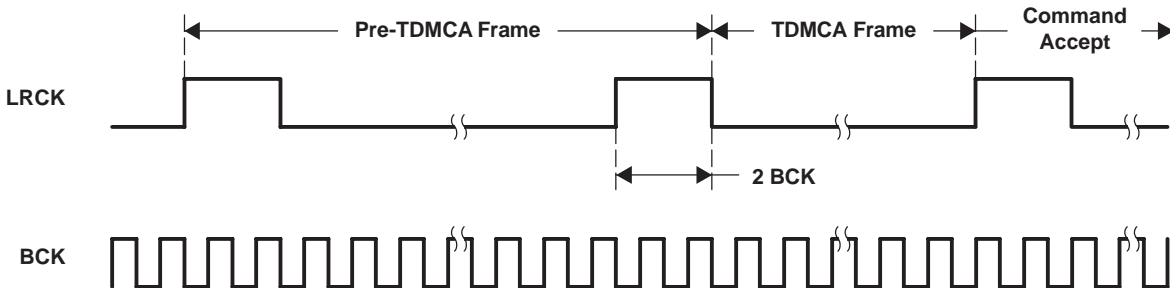 Pre-TDMCA Frame
TDMCA Frame
Command
Accept
LRCK
2 BCK
BCK